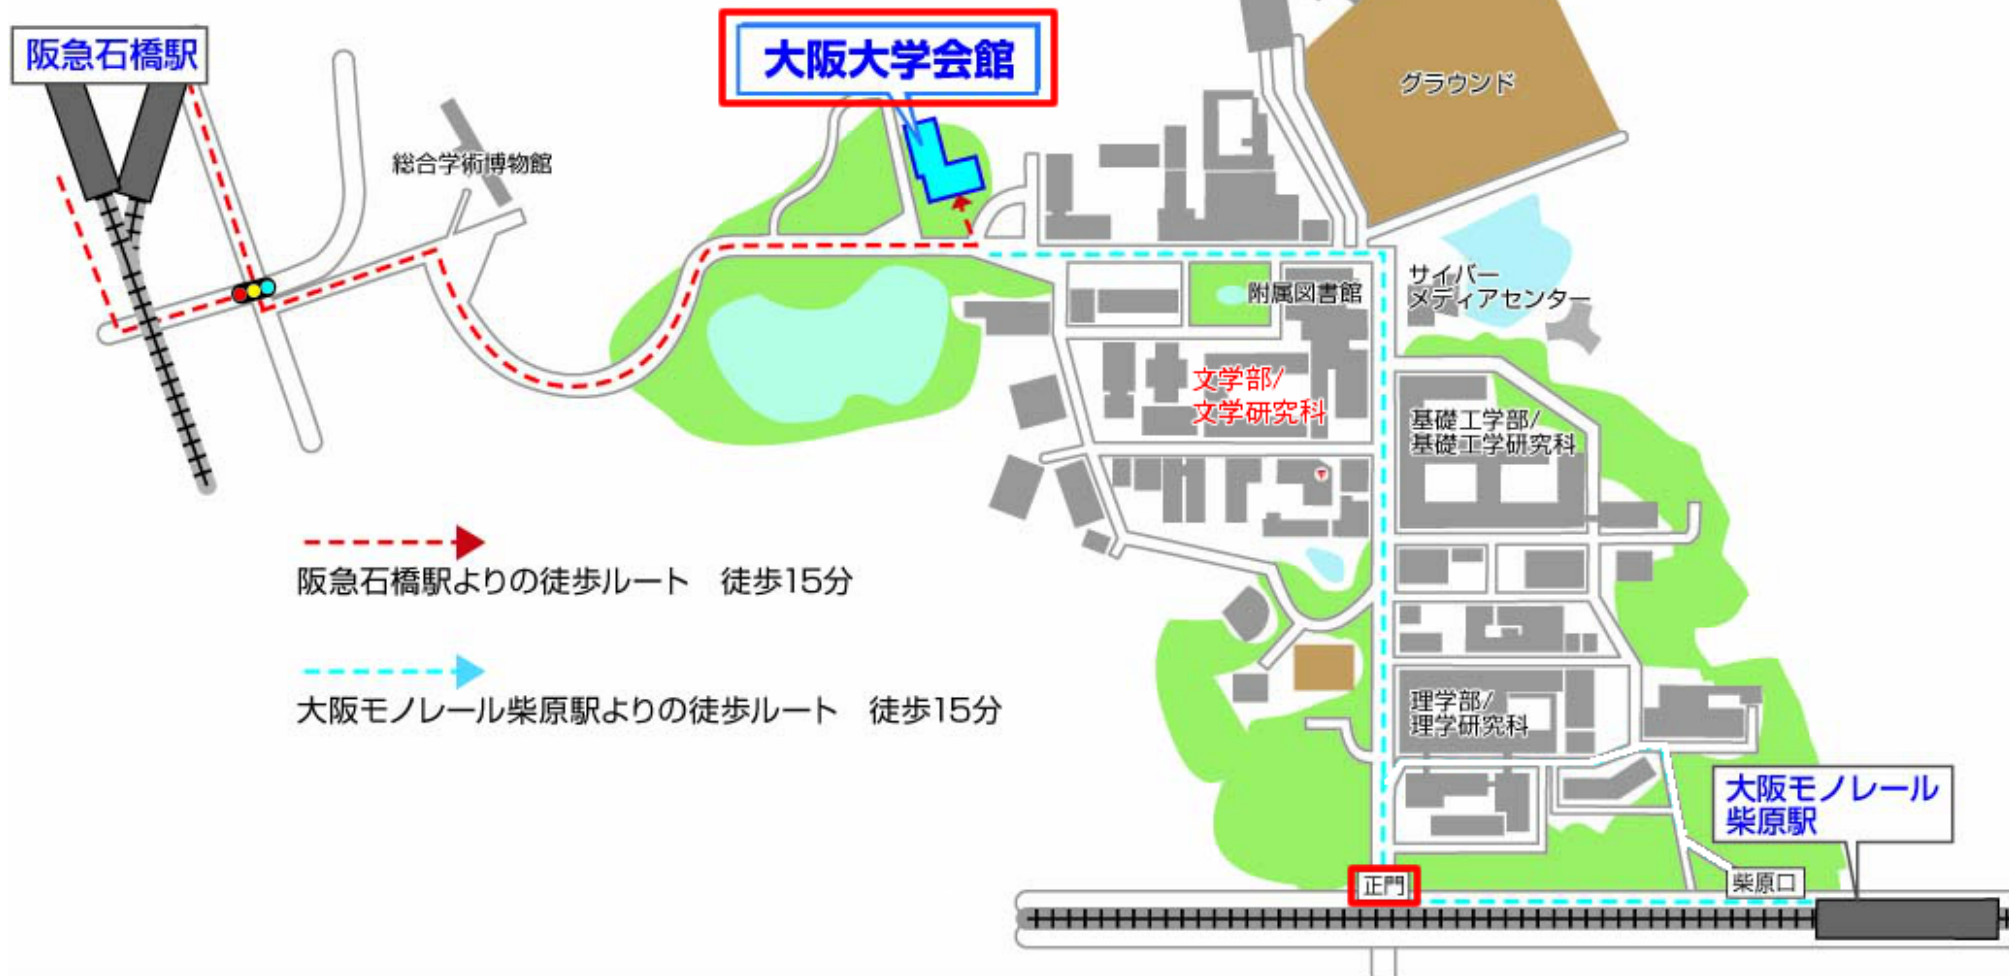 阪急石橋駅
大阪大学会館
グラウンド
総合学術博物館
附属図書館
サイバー
メディアセンター
文学部/
文学研究科
基礎工学部/
基礎工学研究科
阪急石橋駅よりの徒歩ルート　徒歩15分
大阪モノレール柴原駅よりの徒歩ルート　徒歩15分
理学部/
理学研究科
大阪モノレール
柴原駅
正門
柴原口